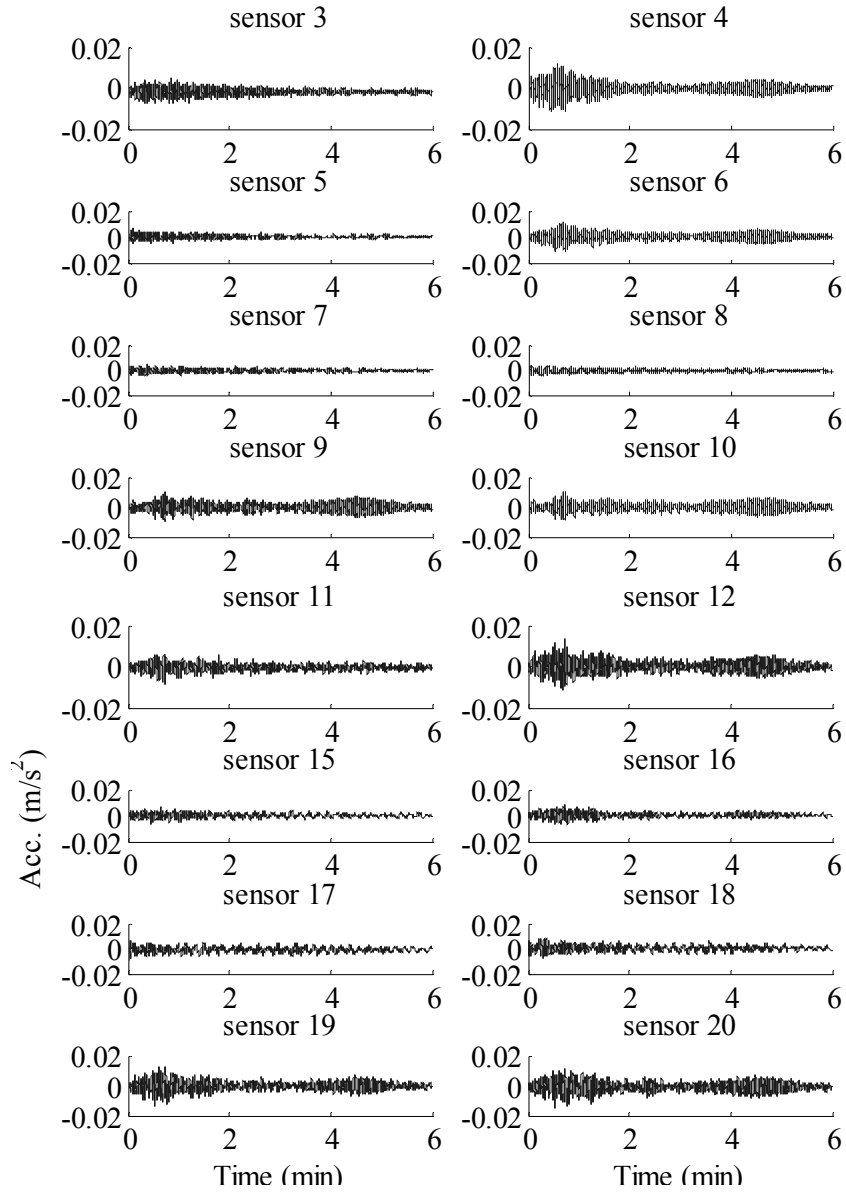 sensor 3 sensor 4
0.02 0.02
0 0
-0.02 -0.02
0 2 4 6 0 2 4 6
sensor 5 sensor 6
0.02 0.02
0 0
-0.02 -0.02
0 2 4 6 0 2 4 6
sensor 7 sensor 8
0.02 0.02
0 0
-0.02 -0.02
0 2 4 6 0 2 4 6
sensor 9 sensor 10
0.02 0.02
0 0
-0.02 -0.02
0 2 4 6 0 2 4 6
sensor 11 sensor 12
0.02 0.02
0 0
-0.02 -0.02
0 2 4 6 0 2 4 6
Acc. (m/s²)
sensor 15 sensor 16
0.02 0.02
0 0
-0.02 -0.02
0 2 4 6 0 2 4 6
sensor 17 sensor 18
0.02 0.02
0 0
-0.02 -0.02
0 2 4 6 0 2 4 6
sensor 19 sensor 20
0.02 0.02
0 0
-0.02 -0.02
0 2 4 6 0 2 4 6
Time (min) Time (min)